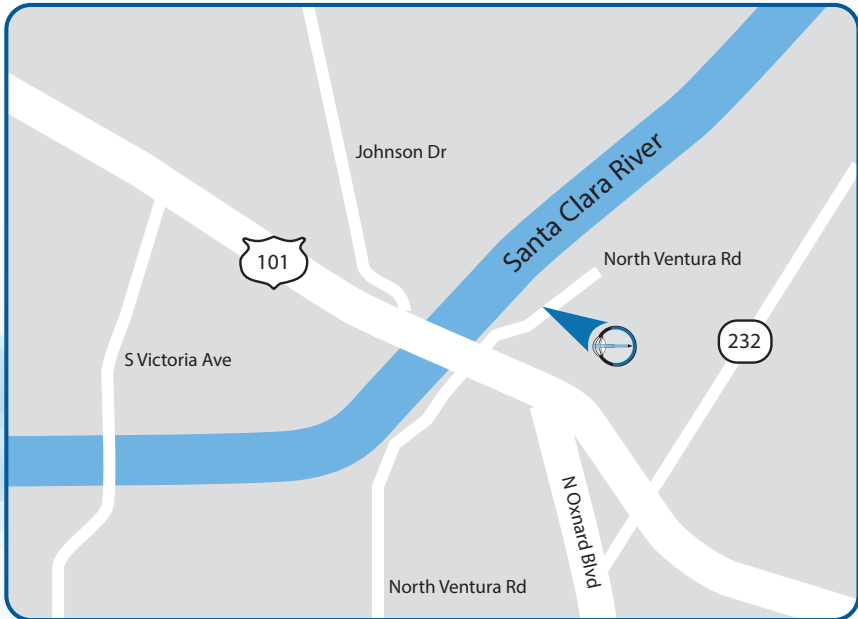 Johnson Dr
Santa Clara River
101
North Ventura Rd
232
S Victoria Ave
N Oxnard Blvd
North Ventura Rd